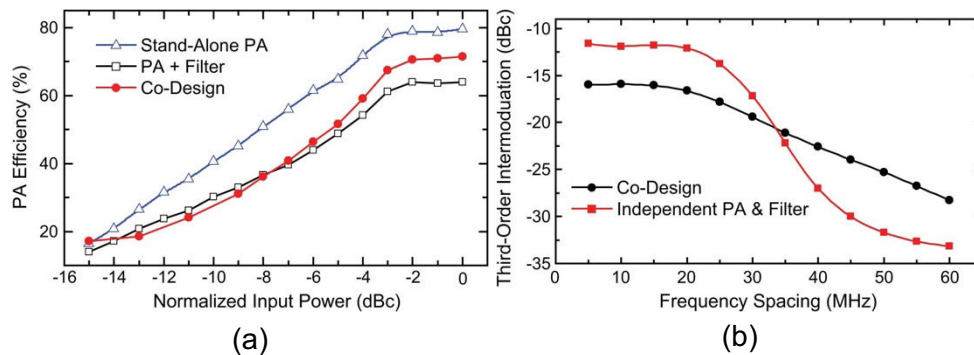 80
60
40
20
PA Efficiency (%)
Stand-Alone PA
PA + Filter
Co-Design
-16 -14 -12 -10 -8 -6 -4 -2 0
Normalized Input Power (dBc)
(a)
-10
-15
-20
-25
-30
-35
Third-Order Intermoduation (dBc)
Co-Design
Independent PA & Filter
0 10 20 30 40 50 60
Frequency Spacing (MHz)
(b)